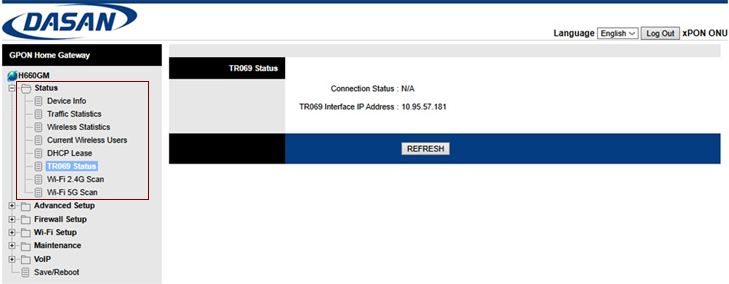 DASAN
Language English Log Out xPON ONU
GPON Home Gateway
H660GM
Status
Device Info
Traffic Statistics
Wireless Statistics
Current Wireless Users
DHCP Lease
TR069 Status
Wi-Fi 2.4G Scan
Wi-Fi 5G Scan
Advanced Setup
Firewall Setup
Wi-Fi Setup
Maintenance
VoIP
Save/Reboot
TR069 Status
Connection Status : N/A
TR069 Interface IP Address : 10.95.57.181
REFRESH